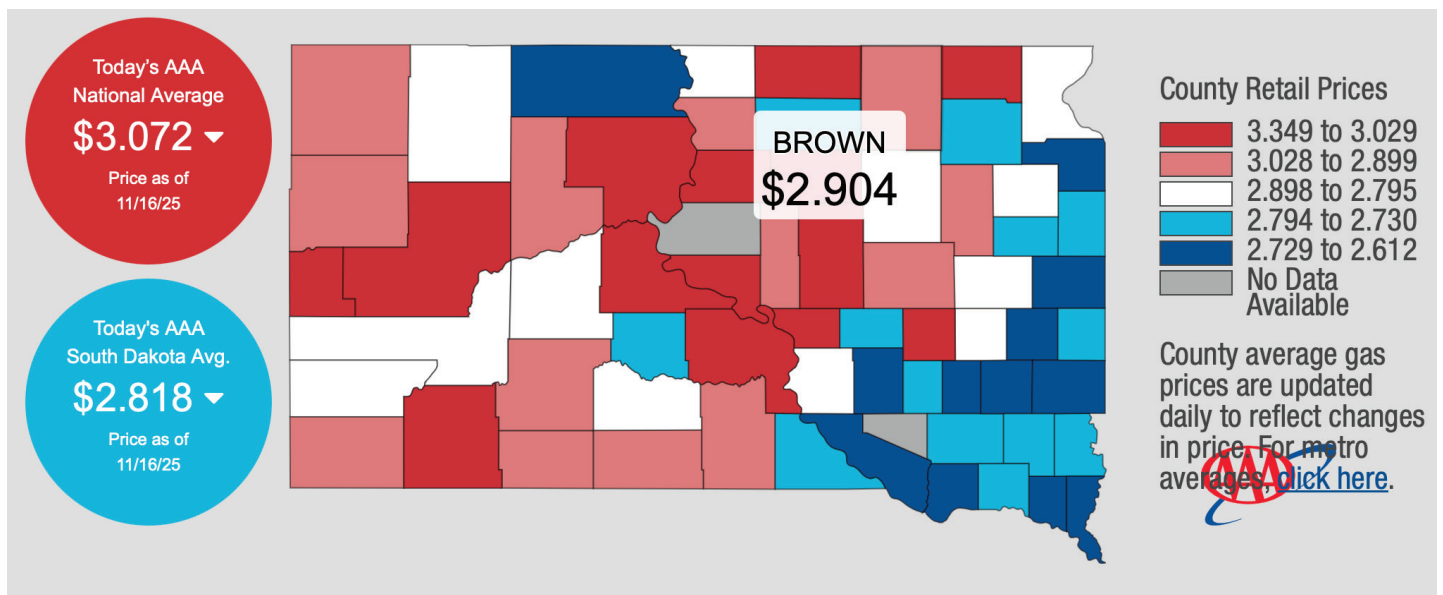 Today's AAA
National Average
$3.072
Price as of
11/16/25
Today's AAA
South Dakota Avg.
$2.818
Price as of
11/16/25
BROWN
$2.904
County Retail Prices
3.349 to 3.029
3.028 to 2.899
2.898 to 2.795
2.794 to 2.730
2.729 to 2.612
No Data
Available
County average gas
prices are updated
daily to reflect changes
in price. For metro
averages, click here.
AAA